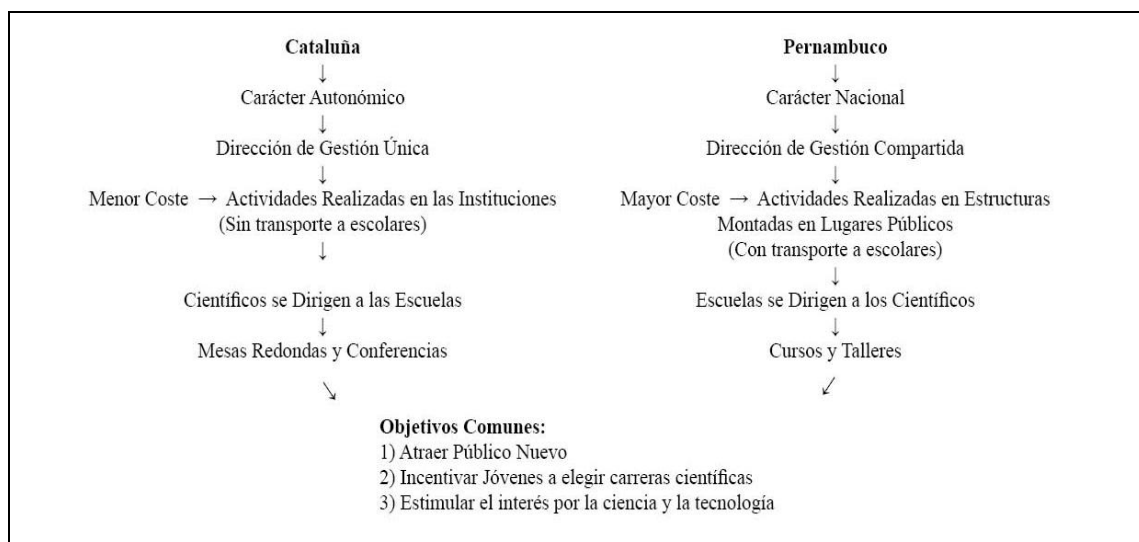 Cataluña
↓
Carácter Autonómico
↓
Dirección de Gestión Única
↓
Menor Coste → Actividades Realizadas en las Instituciones
(Sin transporte a escolares)
↓
Científicos se Dirigen a las Escuelas
↓
Mesas Redondas y Conferencias
↘
Pernambuco
↓
Carácter Nacional
↓
Dirección de Gestión Compartida
↓
Mayor Coste → Actividades Realizadas en Estructuras
Montadas en Lugares Públicos
(Con transporte a escolares)
↓
Escuelas se Dirigen a los Científicos
↓
Cursos y Talleres
↙
Objetivos Comunes:
1) Atraer Público Nuevo
2) Incentivar Jóvenes a elegir carreras científicas
3) Estimular el interés por la ciencia y la tecnología